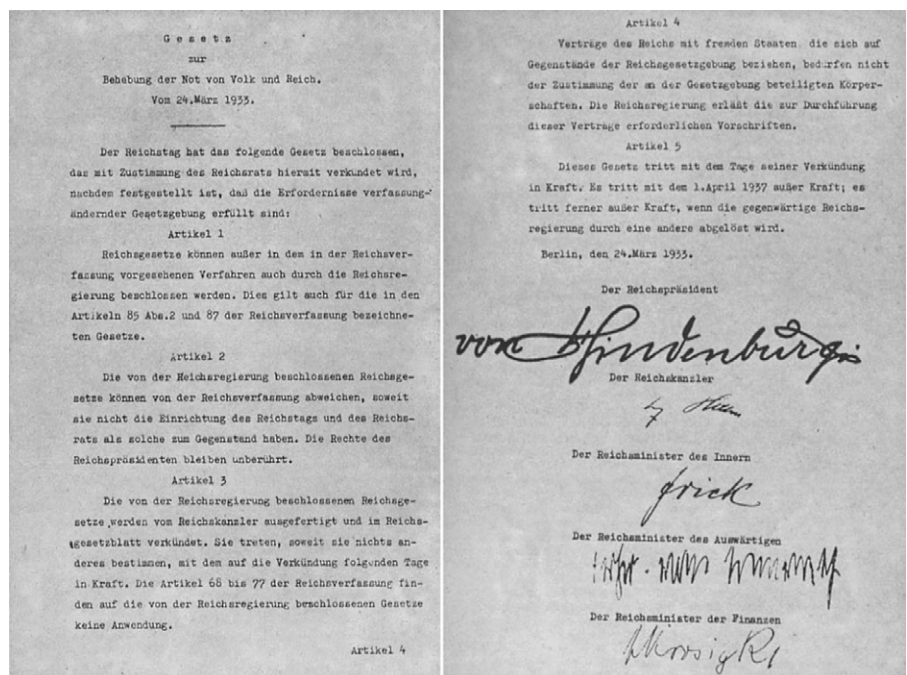 Gesetz
zur
Behebung der Not von Volk und Reich.
Vom 24.März 1933.
Der Reichstag hat das folgende Gesetz beschlossen,
das mit Zustimmung des Reichsrats hiermit verkündet wird,
nachdem festgestellt ist, daß die Erfordernisse verfassung-
ändernder Gesetzgebung erfüllt sind:
Artikel 1
Reichsgesetze können außer in dem in der Reichsver-
fassung vorgesehenen Verfahren auch durch die Reichsre-
gierung beschlossen werden. Dies gilt auch für die in den
Artikeln 85 Abs.2 und 87 der Reichsverfassung bezeichne-
ten Gesetze.
Artikel 2
Die von der Reichsregierung beschlossenen Reichsge-
setze können von der Reichsverfassung abweichen, soweit
sie nicht die Einrichtung des Reichstags und des Reichs-
rats als solche zum Gegenstand haben. Die Rechte des
Reichspräsidenten bleiben unberührt.
Artikel 3
Die von der Reichsregierung beschlossenen Reichsge-
setze werden vom Reichskanzler ausgefertigt und im Reichs-
gesetzblatt verkündet. Sie treten, soweit sie nichts an-
deres bestimmen, mit dem auf die Verkündung folgenden Tage
in Kraft. Die Artikel 68 bis 77 der Reichsverfassung fin-
den auf die von der Reichsregierung beschlossenen Gesetze
keine Anwendung.
Artikel 4
Artikel 4
Verträge des Reichs mit fremden Staaten, die sich auf
Gegenstände der Reichsgesetzgebung beziehen, bedürfen nicht
der Zustimmung der an der Gesetzgebung beteiligten Körper-
schaften. Die Reichsregierung erläßt die zur Durchführung
dieser Verträge erforderlichen Vorschriften.
Artikel 5
Dieses Gesetz tritt mit dem Tage seiner Verkündung
in Kraft. Es tritt mit dem 1.April 1937 außer Kraft; es
tritt ferner außer Kraft, wenn die gegenwärtige Reichs-
regierung durch eine andere abgelöst wird.
Berlin, den 24.März 1933.
Der Reichspräsident
von Hindenburg
Der Reichskanzler
Der Reichsminister des Innern
Frick
Der Reichsminister des Auswärtigen
Der Reichsminister der Finanzen